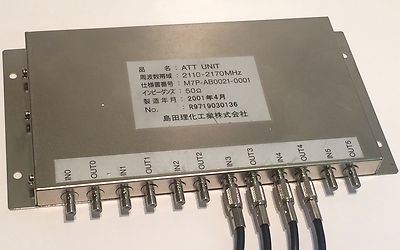 品 名 : ATT UNIT
周波数帯域 : 2110-2170MHz
仕様書番号 : M7P-AB0021-0001
インピーダンス : 50Ω
製造年月 : 2001年4月
No. : R9719030136
島田理化工業株式会社
IN0 OUT0 IN1 OUT1 IN2 OUT2 IN3 OUT3 IN4 OUT4 IN5 OUT5